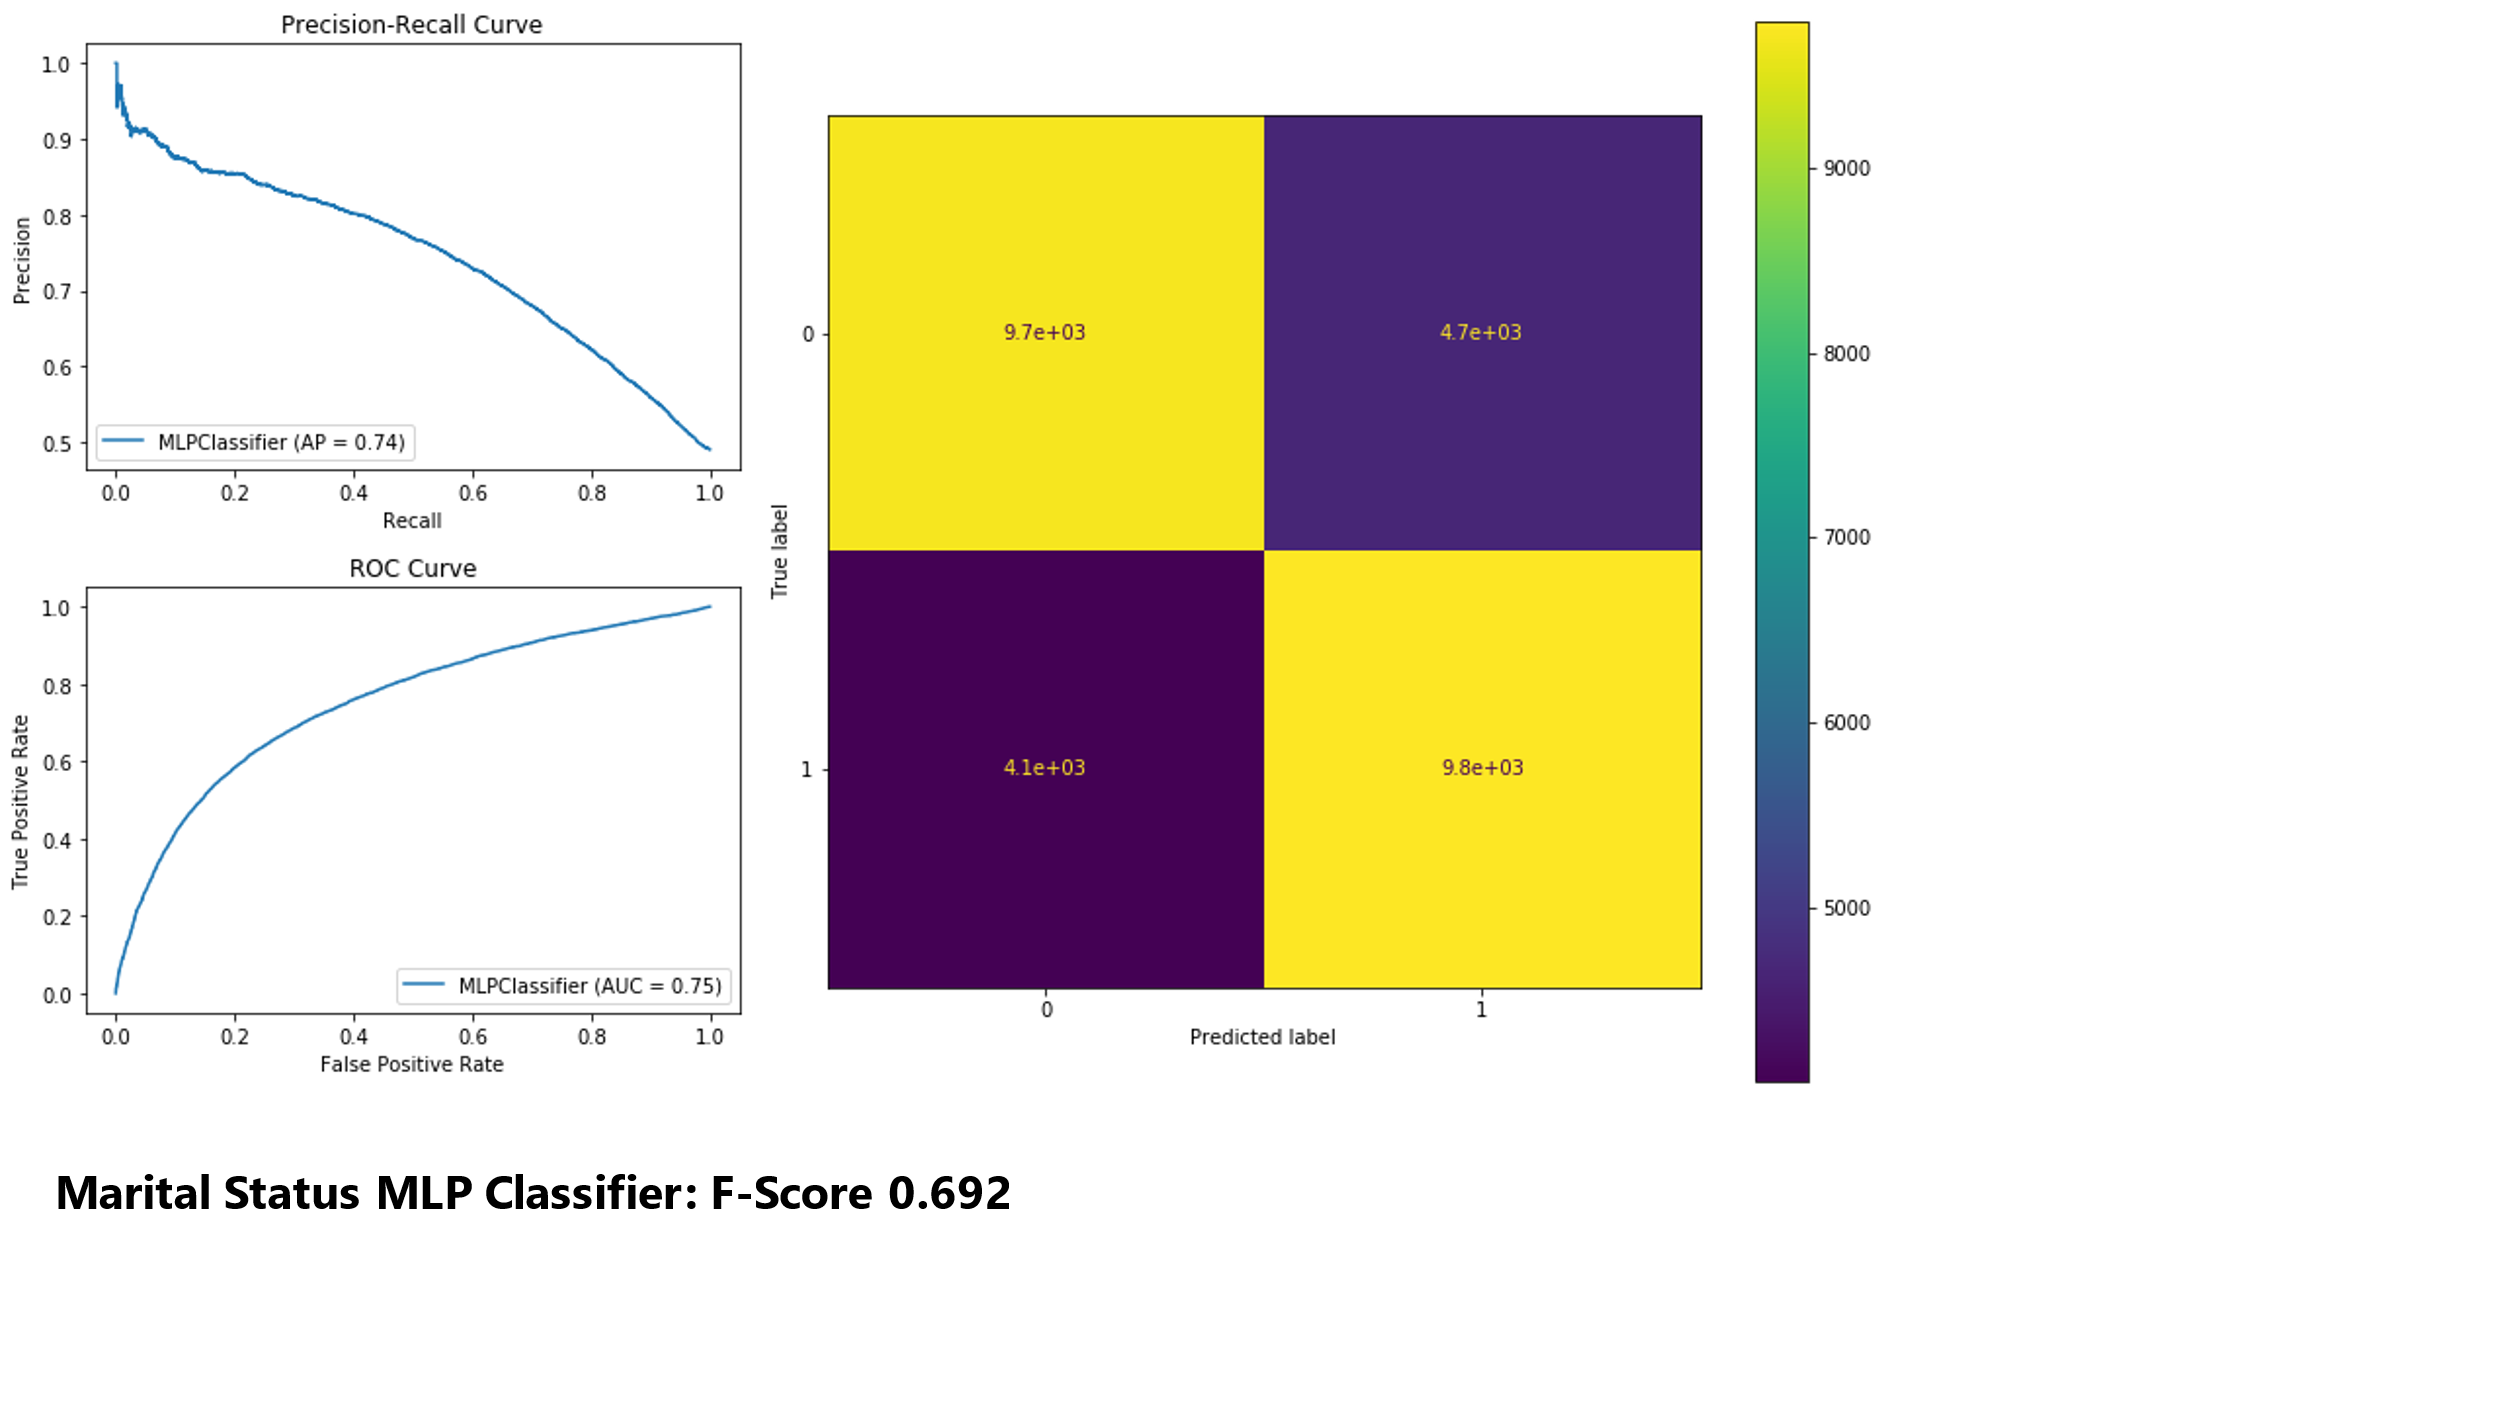 Precision-Recall Curve
1.0
0.9
0.8
0.7
0.6
0.5
Precision
MLPClassifier (AP = 0.74)
0.0 0.2 0.4 0.6 0.8 1.0
Recall
ROC Curve
1.0
0.8
0.6
0.4
0.2
0.0
True Positive Rate
MLPClassifier (AUC = 0.75)
0.0 0.2 0.4 0.6 0.8 1.0
False Positive Rate
True label
0
1
9.7e+03 4.7e+03
4.1e+03 9.8e+03
0 1
Predicted label
9000
8000
7000
6000
5000
Marital Status MLP Classifier: F-Score 0.692